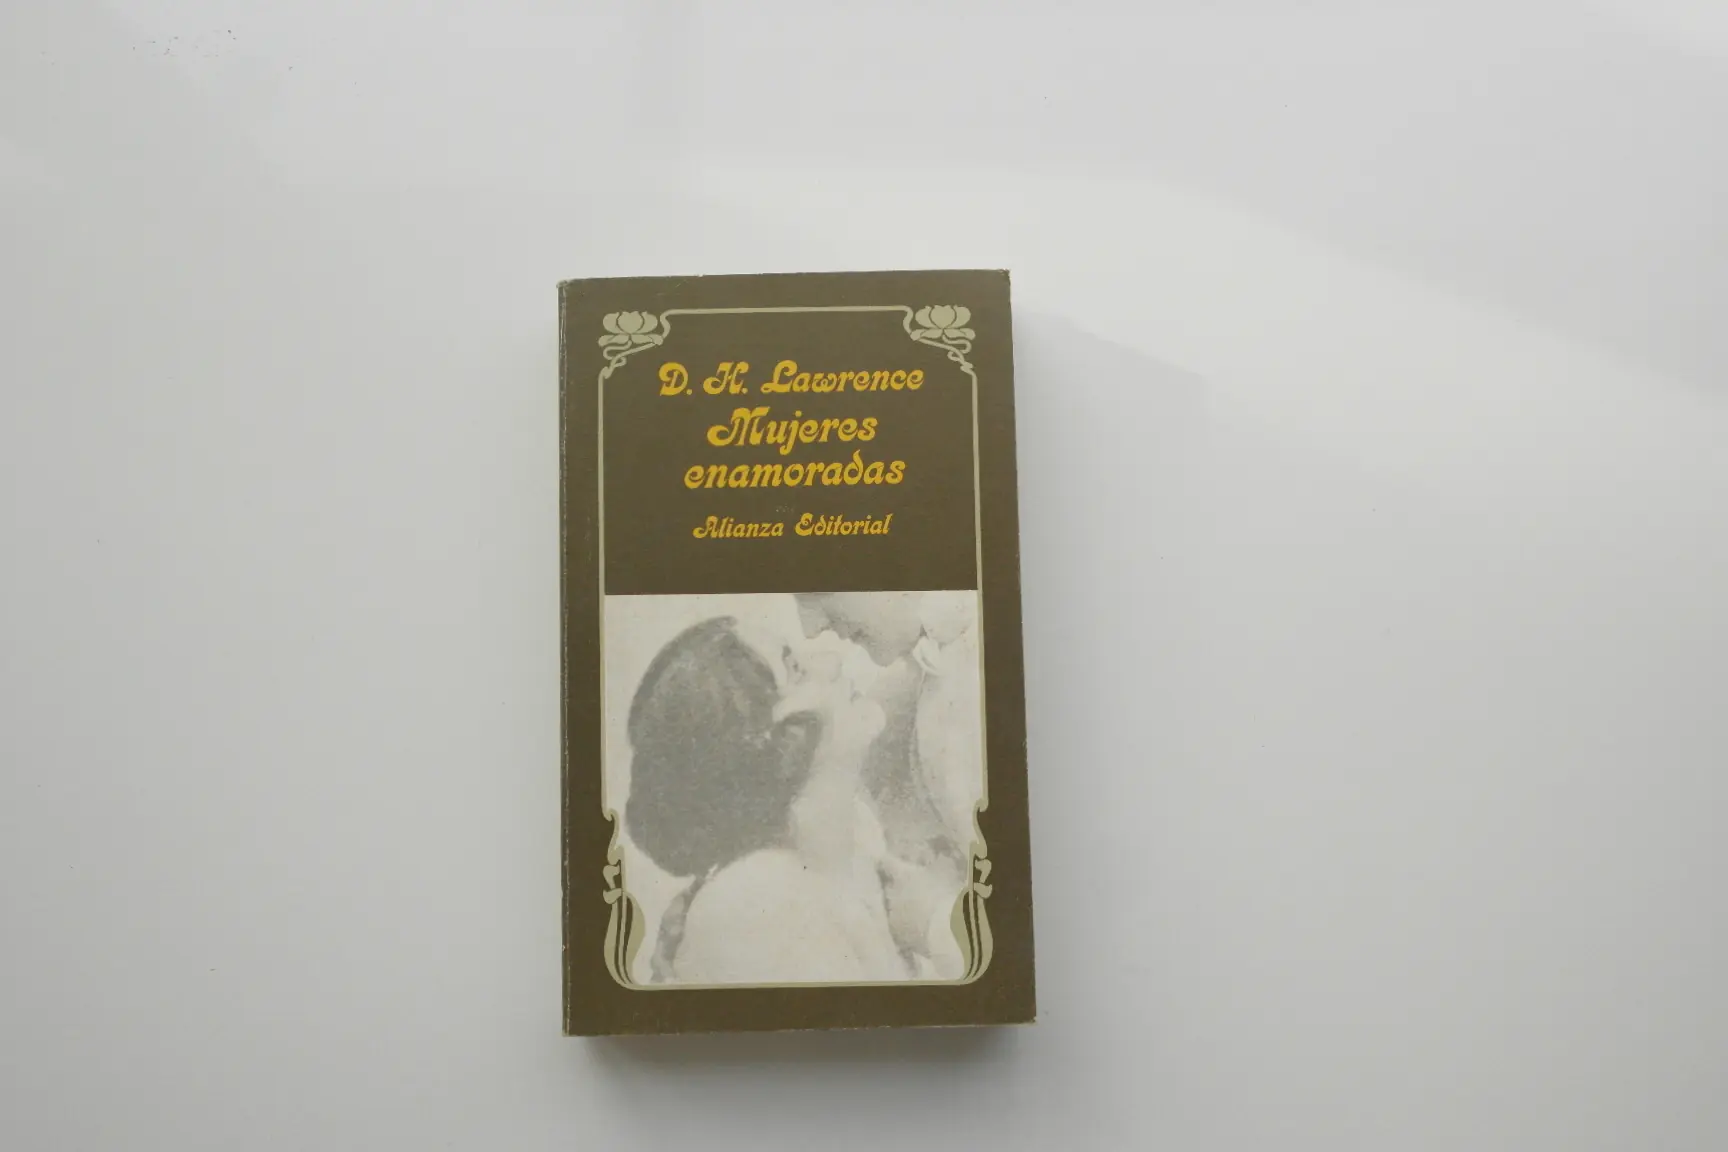 D. H. Lawrence
Mujeres
enamoradas
Alianza Editorial